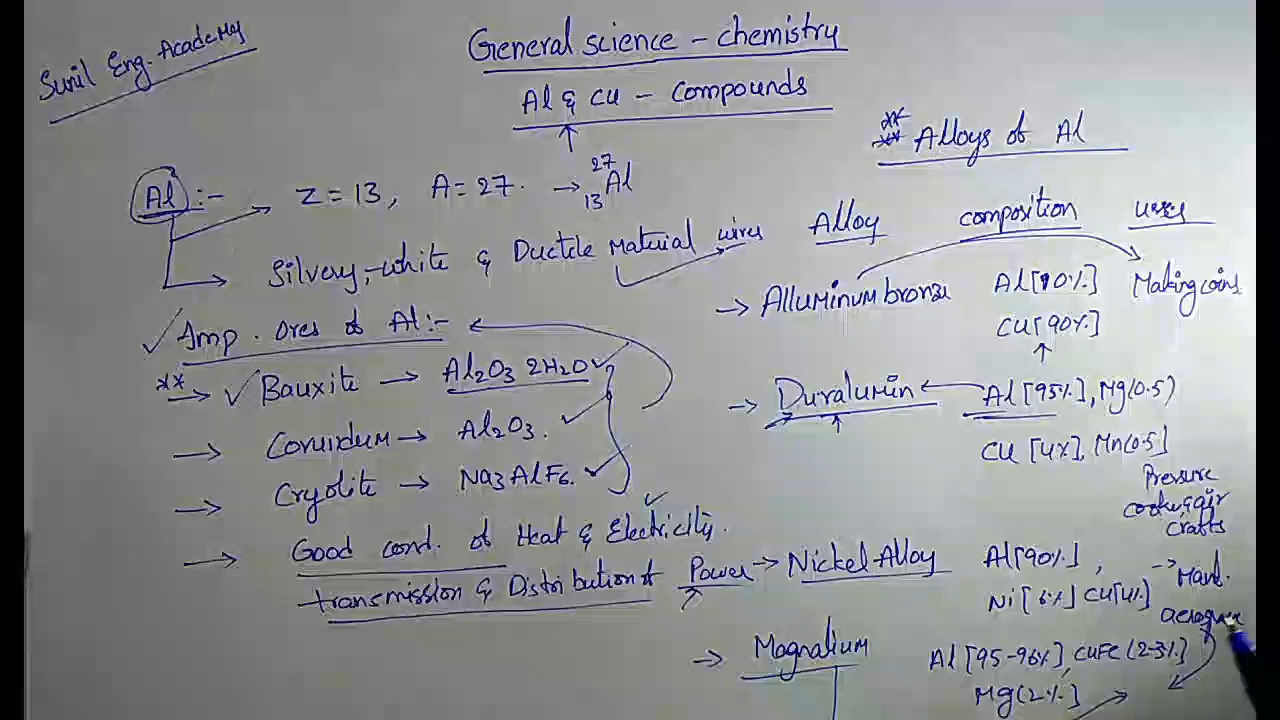 Sunil Eng. Academy
General science - chemistry
Al & Cu - Compounds
Al :- Z = 13, A = 27. → 27 13 Al
Silvery-white & Ductile Material wires
✓ Imp. Ores of Al :-
** → ✓ Bauxite → Al2O3 2H2O ✓
→ Coruidum → Al2O3. ✓
→ Cryolite → Na3AlF6. ✓
→ Good cond. of Heat & Electricity.
transmission & Distribution of Power
** ** Alloys of Al
Alloy composition uses
→ Alluminum bronze Al [10%] Making coins
Cu [90%]
→ Duralumin Al [95%], Mg(0.5)
Cu [4%], Mn(0.5]
Pressure
crafts
→ Nickel Alloy Al [90%], → Manf.
Ni [6%] Cu [4%]
→ Magnalium Al [95-96%], CuFe (2-3%]
Mg (2%]